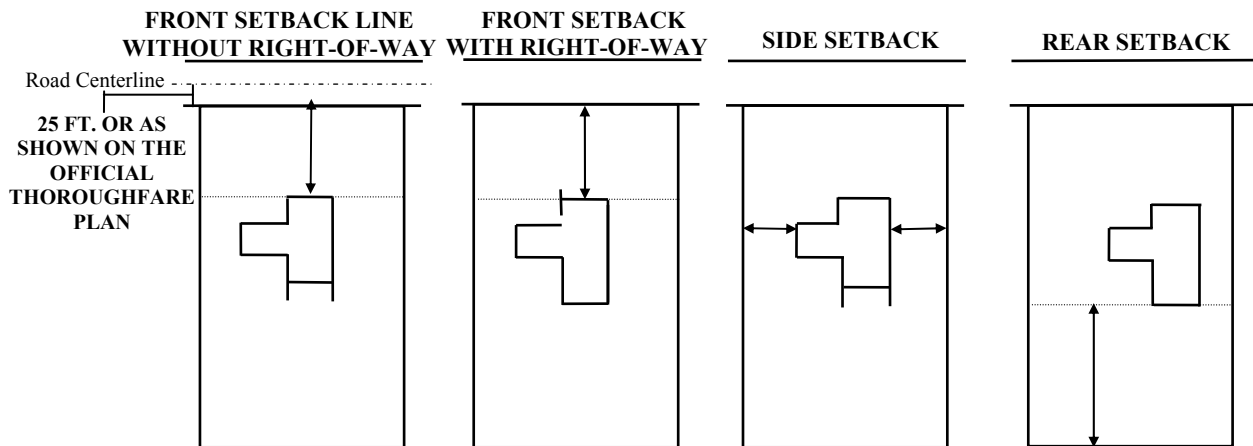 FRONT SETBACK LINE
WITHOUT RIGHT-OF-WAY
FRONT SETBACK
WITH RIGHT-OF-WAY
SIDE SETBACK
REAR SETBACK
Road Centerline
25 FT. OR AS
SHOWN ON THE
OFFICIAL
THOROUGHFARE
PLAN